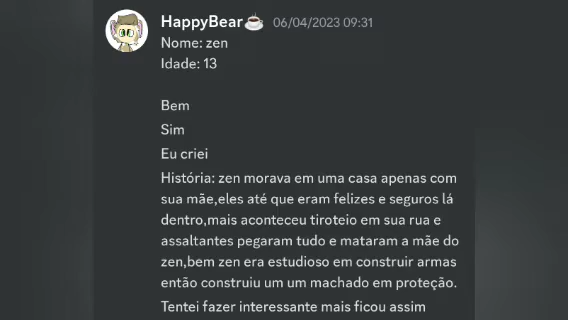 HappyBear☕ 06/04/2023 09:31
Nome: zen
Idade: 13
Bem
Sim
Eu criei
História: zen morava em uma casa apenas com
sua mãe,eles até que eram felizes e seguros lá
dentro,mais aconteceu tiroteio em sua rua e
assaltantes pegaram tudo e mataram a mãe do
zen,bem zen era estudioso em construir armas
então construiu um um machado em proteção.
Tentei fazer interessante mais ficou assim